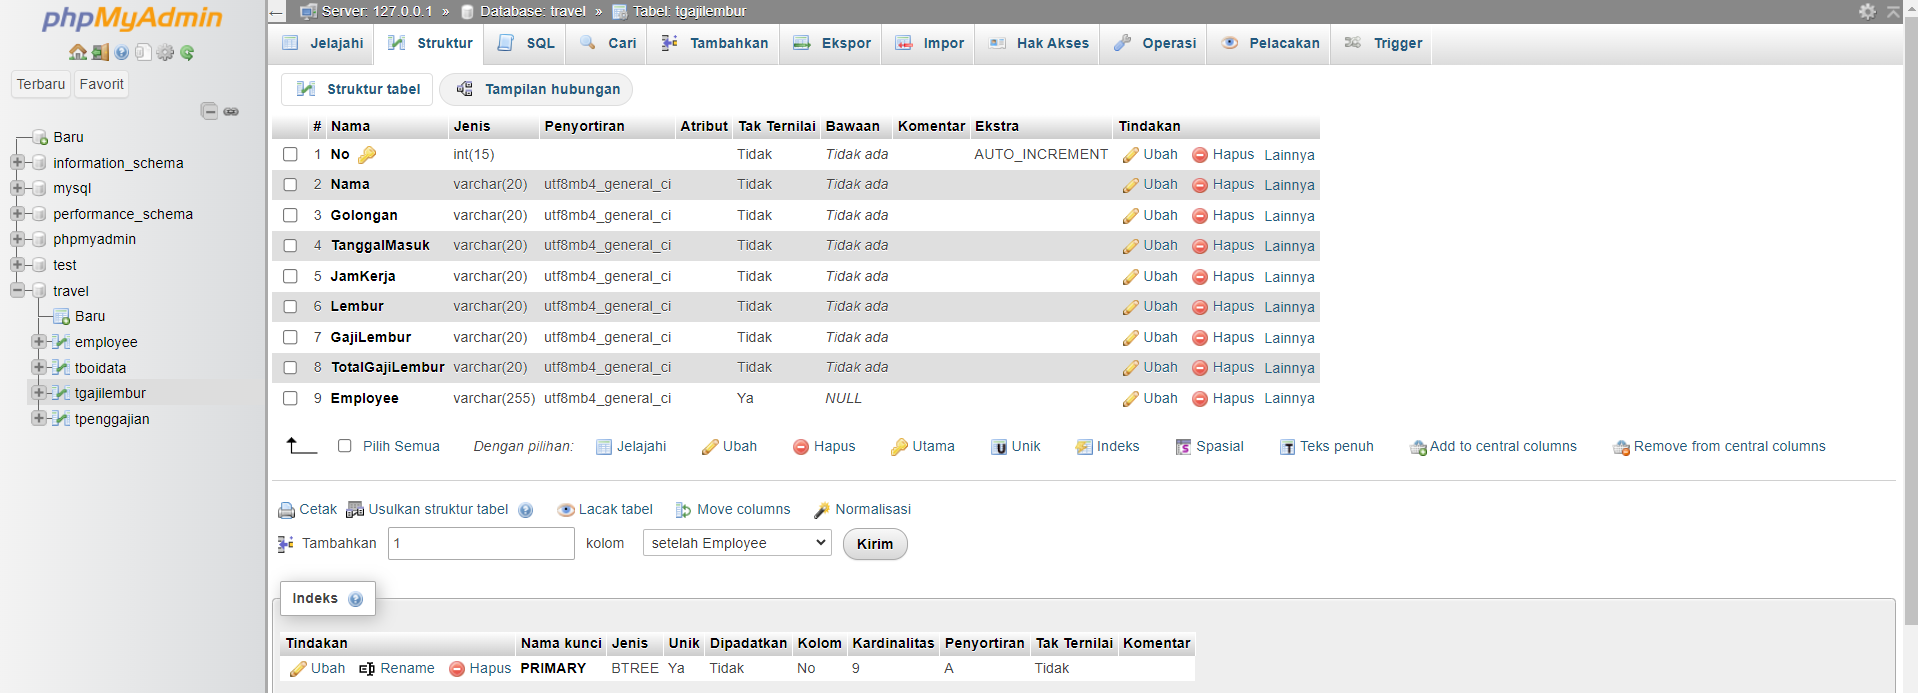 phpMyAdmin
Terbaru Favorit
Baru
information_schema
mysql
performance_schema
phpmyadmin
test
travel
Baru
employee
tboidata
tgajilembur
tpenggajian
Server: 127.0.0.1 » Database: travel » Tabel: tgajilembur
Jelajahi Struktur SQL Cari Tambahkan Ekspor Impor Hak Akses Operasi Pelacakan Trigger
Struktur tabel Tampilan hubungan
# Nama Jenis Penyortiran Atribut Tak Ternilai Bawaan Komentar Ekstra Tindakan
1 No int(15) Tidak Tidak ada AUTO_INCREMENT Ubah Hapus Lainnya
2 Nama varchar(20) utf8mb4_general_ci Tidak Tidak ada Ubah Hapus Lainnya
3 Golongan varchar(20) utf8mb4_general_ci Tidak Tidak ada Ubah Hapus Lainnya
4 TanggalMasuk varchar(20) utf8mb4_general_ci Tidak Tidak ada Ubah Hapus Lainnya
5 JamKerja varchar(20) utf8mb4_general_ci Tidak Tidak ada Ubah Hapus Lainnya
6 Lembur varchar(20) utf8mb4_general_ci Tidak Tidak ada Ubah Hapus Lainnya
7 GajiLembur varchar(20) utf8mb4_general_ci Tidak Tidak ada Ubah Hapus Lainnya
8 TotalGajiLembur varchar(20) utf8mb4_general_ci Tidak Tidak ada Ubah Hapus Lainnya
9 Employee varchar(255) utf8mb4_general_ci Ya NULL Ubah Hapus Lainnya
Pilih Semua Dengan pilihan: Jelajahi Ubah Hapus Utama Unik Indeks Spasial Teks penuh Add to central columns Remove from central columns
Cetak Usulkan struktur tabel Lacak tabel Move columns Normalisasi
Tambahkan 1 kolom setelah Employee Kirim
Indeks
Tindakan Nama kunci Jenis Unik Dipadatkan Kolom Kardinalitas Penyortiran Tak Ternilai Komentar
Ubah Rename Hapus PRIMARY BTREE Ya Tidak No 9 A Tidak